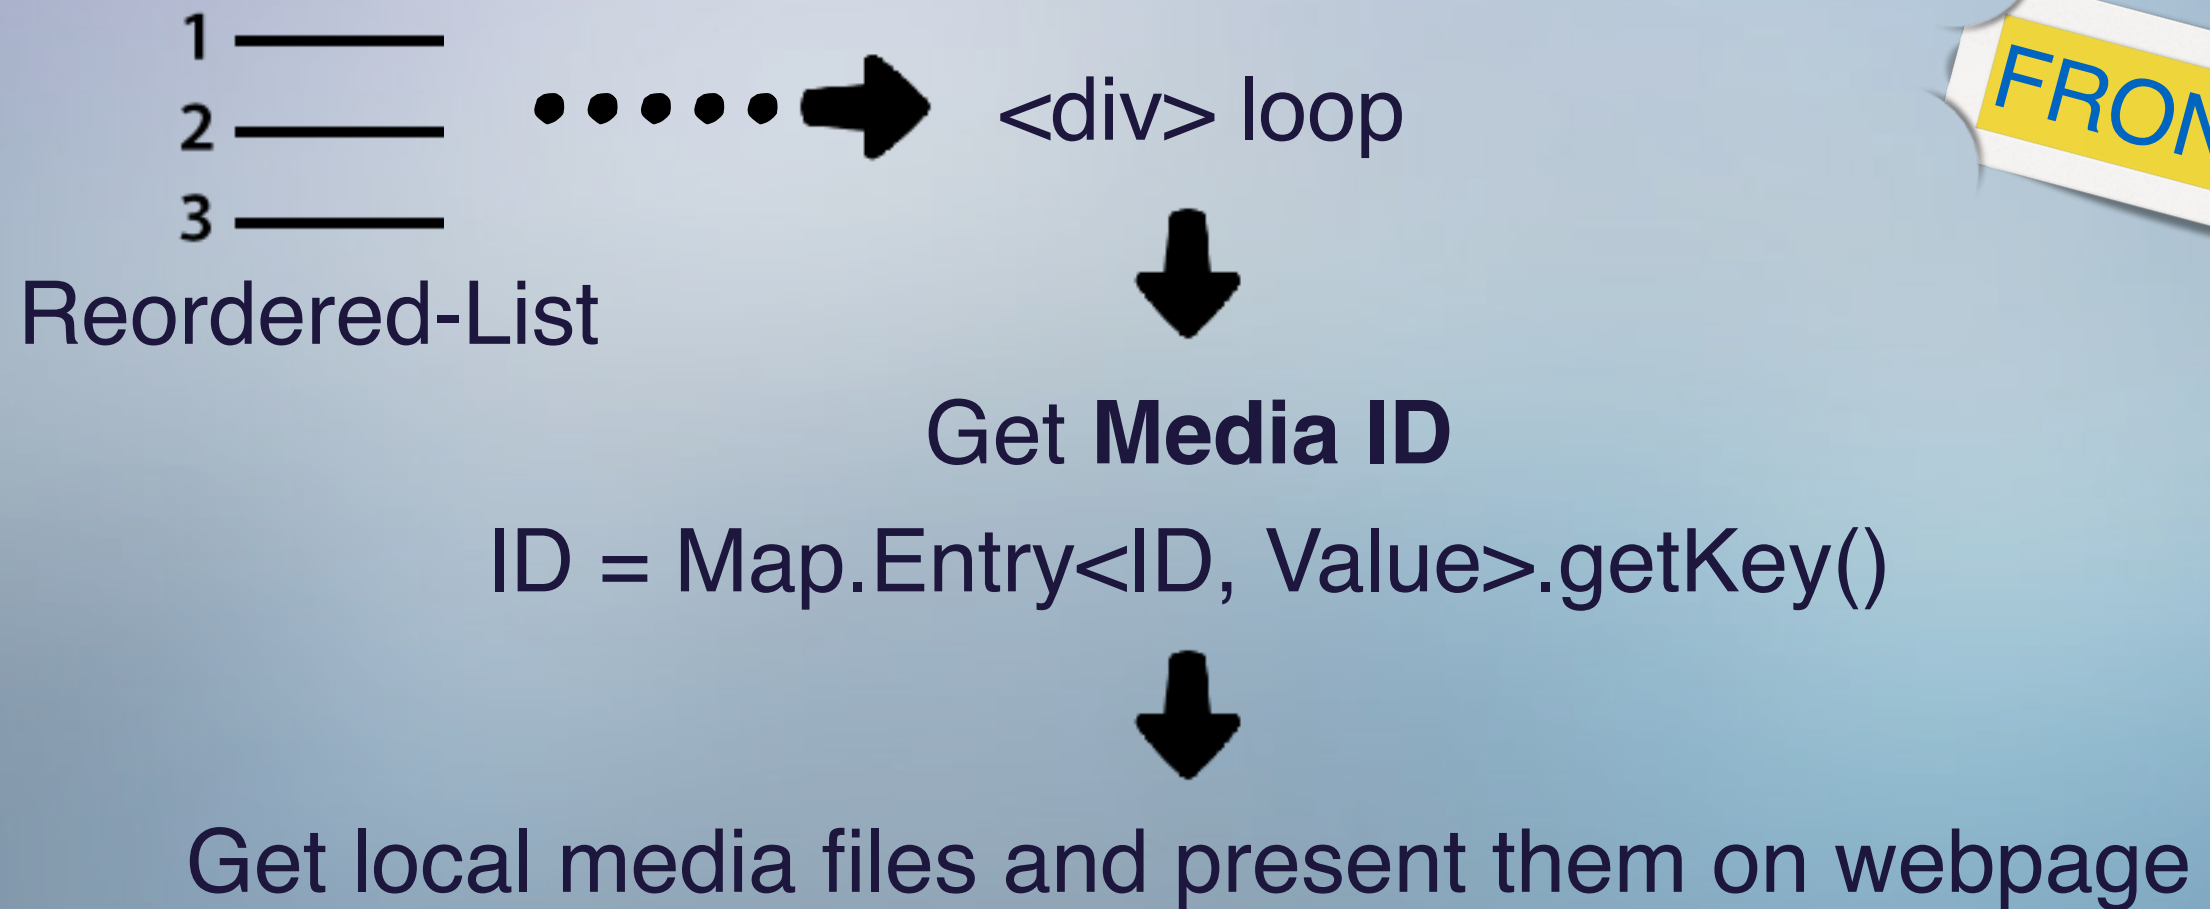 1
2
3
Reordered-List
<div> loop
Get Media ID
ID = Map.Entry<ID, Value>.getKey()
Get local media files and present them on webpage